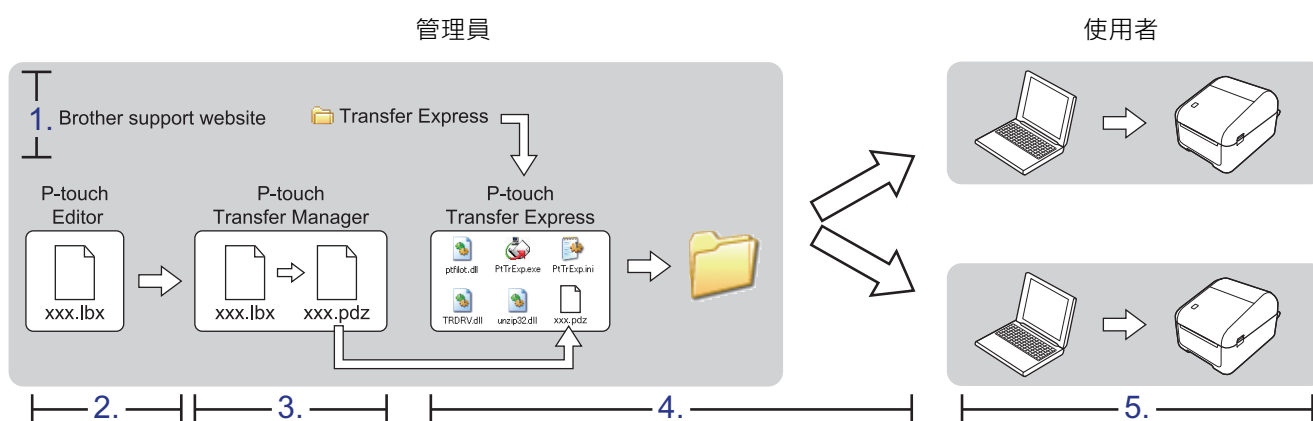 管理員
使用者
1. Brother support website
Transfer Express
P-touch
Editor
xxx.lbx
P-touch
Transfer Manager
xxx.lbx
xxx.pdz
P-touch
Transfer Express
ptfilot.dll
PtTrExp.exe
PtTrExp.ini
TRDRV.dll
unzip32.dll
xxx.pdz
2.
3.
4.
5.